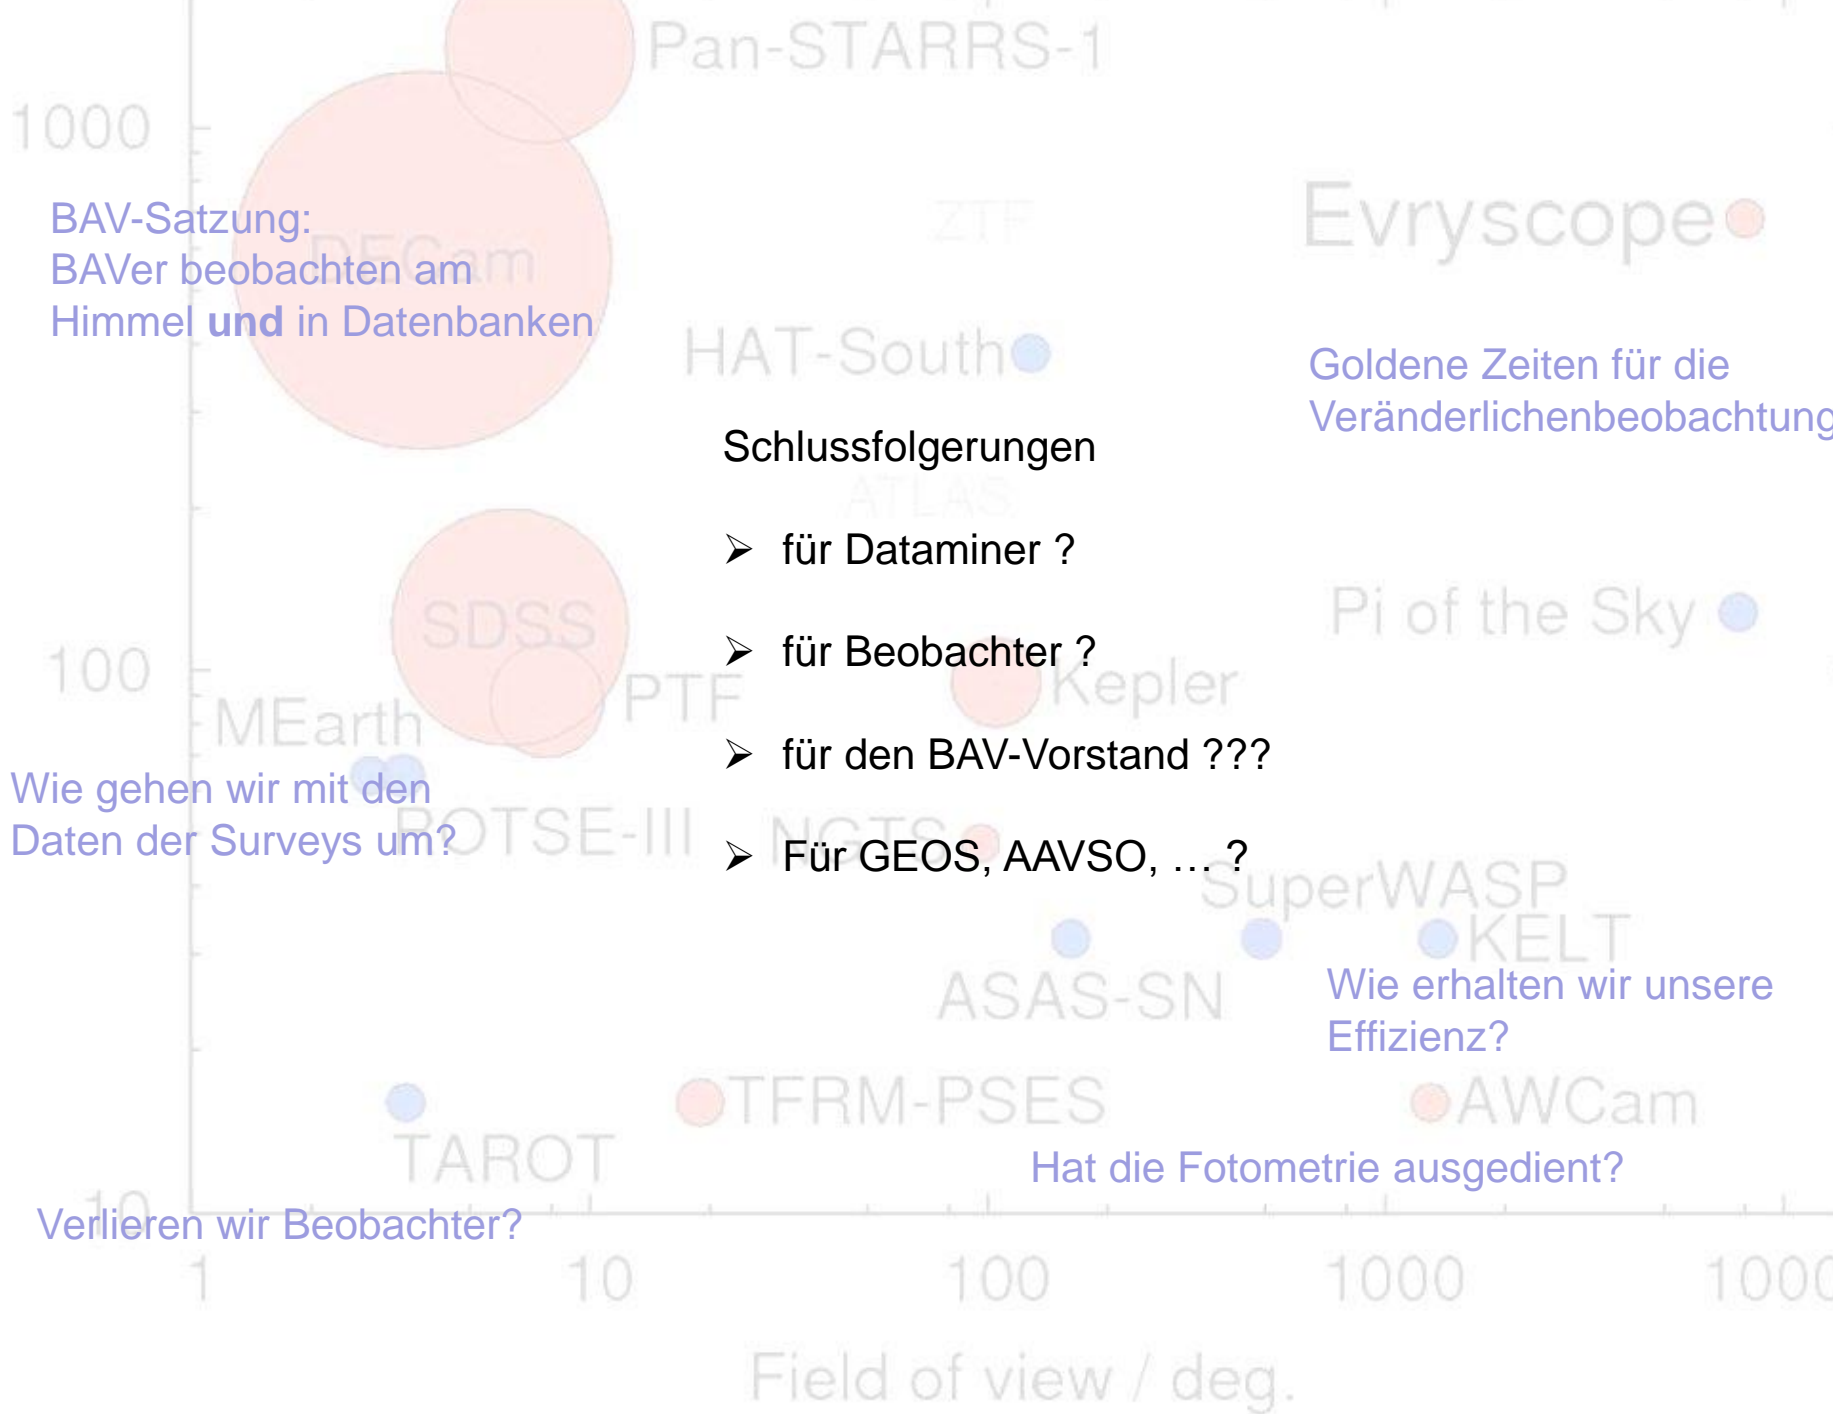 Pan-STARRS-1
1000
BAV-Satzung:
BAVer beobachten am
Himmel und in Datenbanken
DECam
ZTF
Evryscope
HAT-South
Goldene Zeiten für die
Veränderlichenbeobachtung
Schlussfolgerungen
ATLAS
➢ für Dataminer ?
SDSS
Pi of the Sky
➢ für Beobachter ?
100
PTF
Kepler
MEarth
➢ für den BAV-Vorstand ???
Wie gehen wir mit den
Daten der Surveys um?
ROTSE-III
NGTS
➢ Für GEOS, AAVSO, … ?
SuperWASP
KELT
ASAS-SN
Wie erhalten wir unsere
Effizienz?
TFRM-PSES
AWCam
TAROT
Hat die Fotometrie ausgedient?
10
Verlieren wir Beobachter?
1 10 100 1000 1000
Field of view / deg.